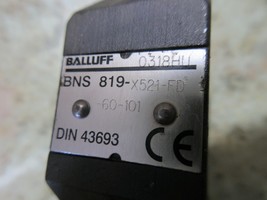 BALLUFF 0318HU
BNS 819-X521-FD
-60-101
DIN 43693
CE